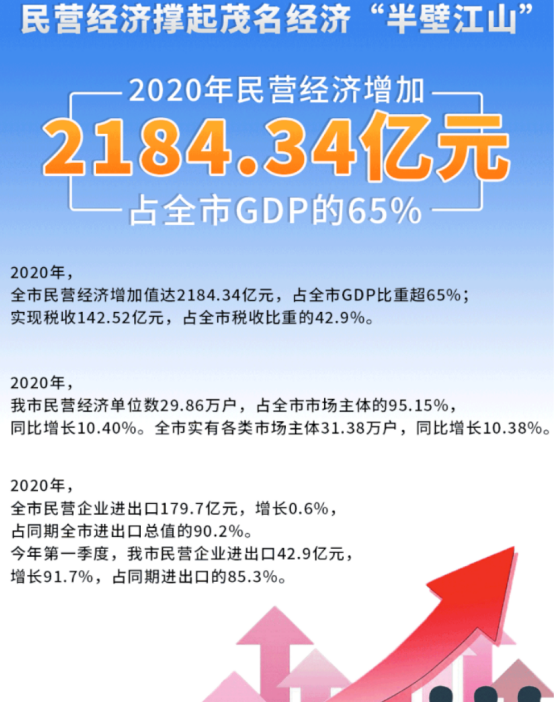 民营经济撑起茂名经济“半壁江山”
2020年民营经济增加
2184.34亿元
占全市GDP的65%
2020年，
全市民营经济增加值达2184.34亿元，占全市GDP比重超65%；
实现税收142.52亿元，占全市税收比重的42.9%。
2020年，
我市民营经济单位数29.86万户，占全市市场主体的95.15%，
同比增长10.40%。全市实有各类市场主体31.38万户，同比增长10.38%。
2020年，
全市民营企业进出口179.7亿元，增长0.6%，
占同期全市进出口总值的90.2%。
今年第一季度，我市民营企业进出口42.9亿元，
增长91.7%，占同期进出口的85.3%。